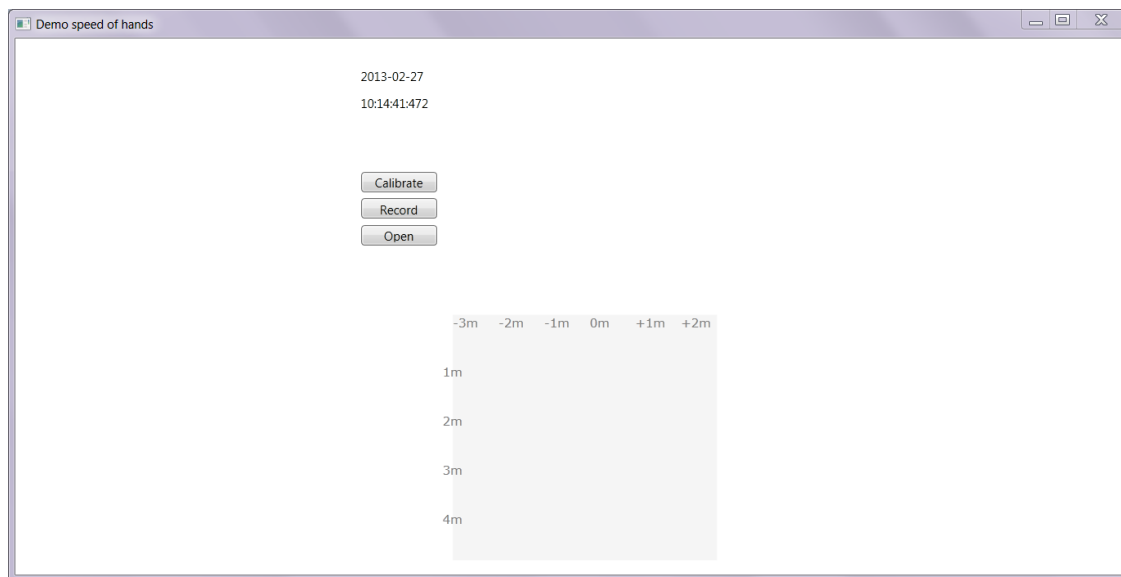 Demo speed of hands
2013-02-27
10:14:41:472
Calibrate
Record
Open
-3m -2m -1m 0m +1m +2m
1m
2m
3m
4m